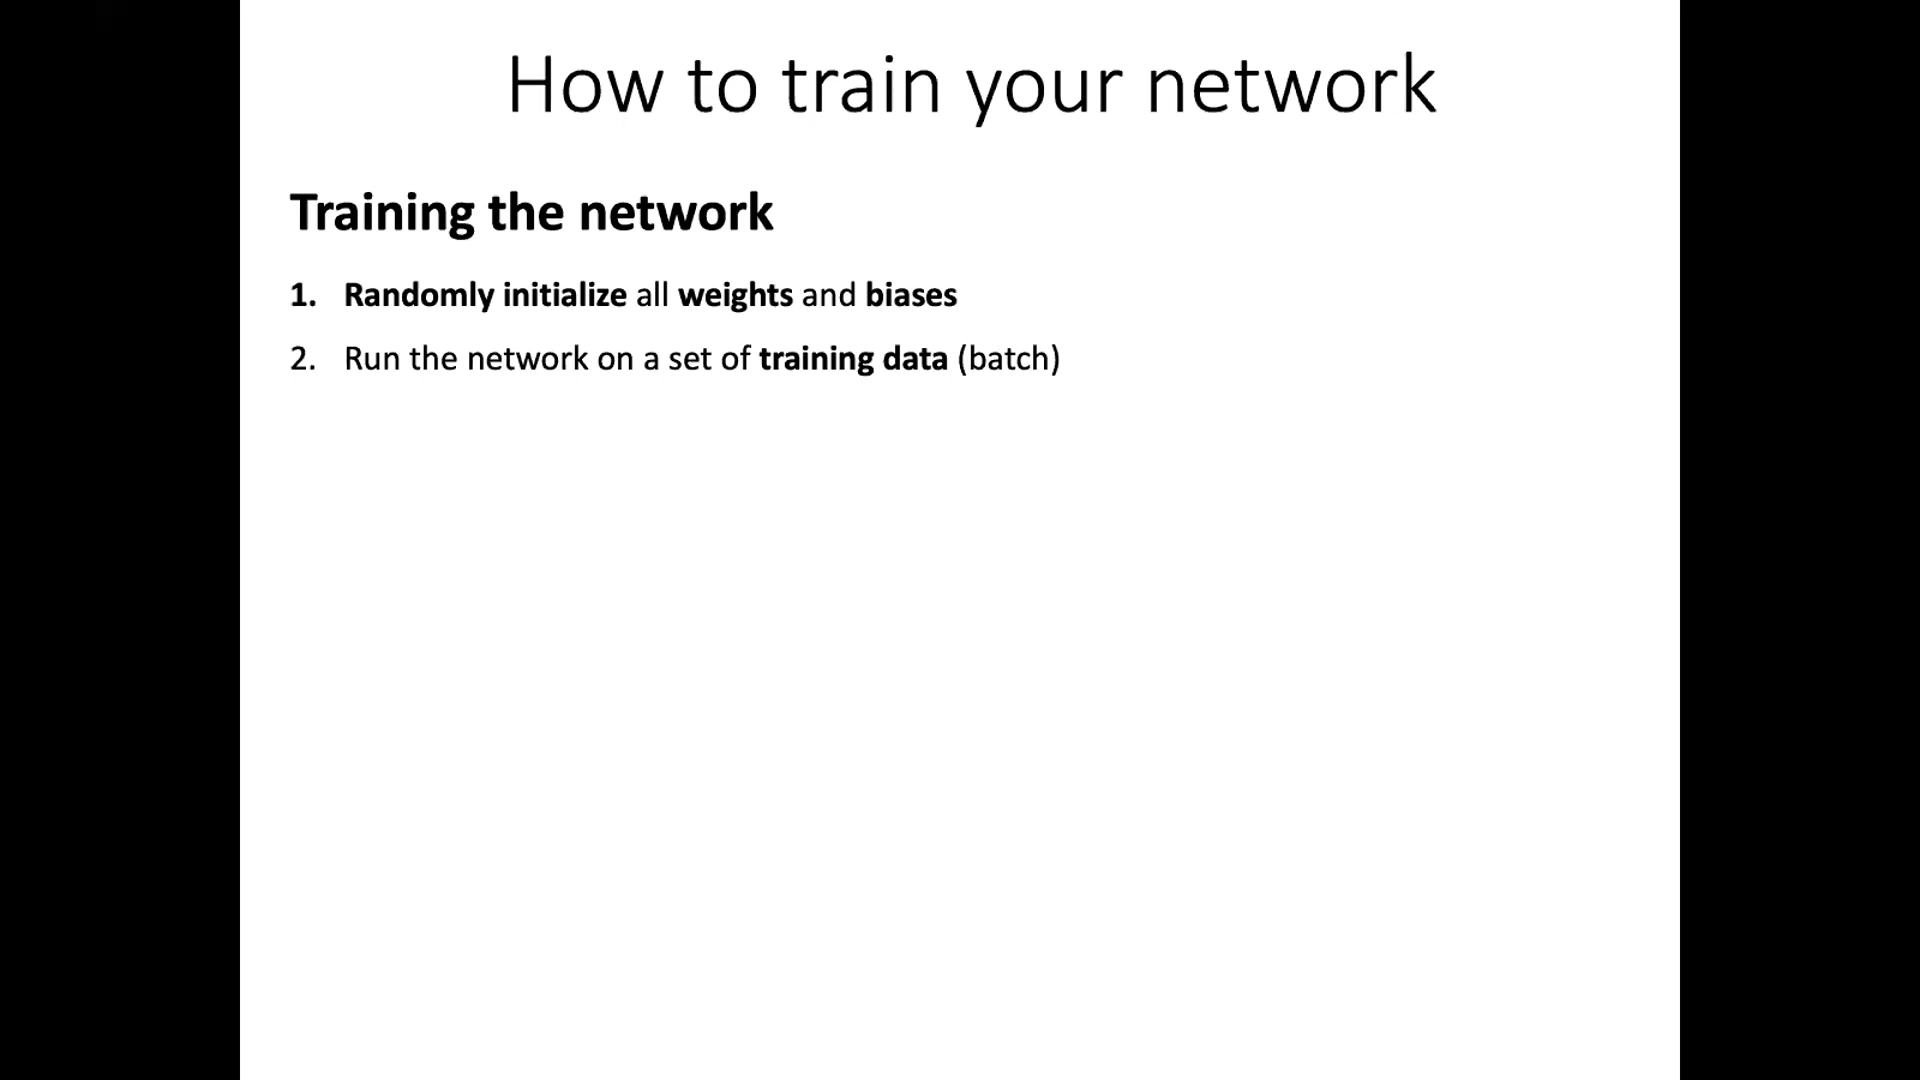 How to train your network
Training the network
1. Randomly initialize all weights and biases
2. Run the network on a set of training data (batch)